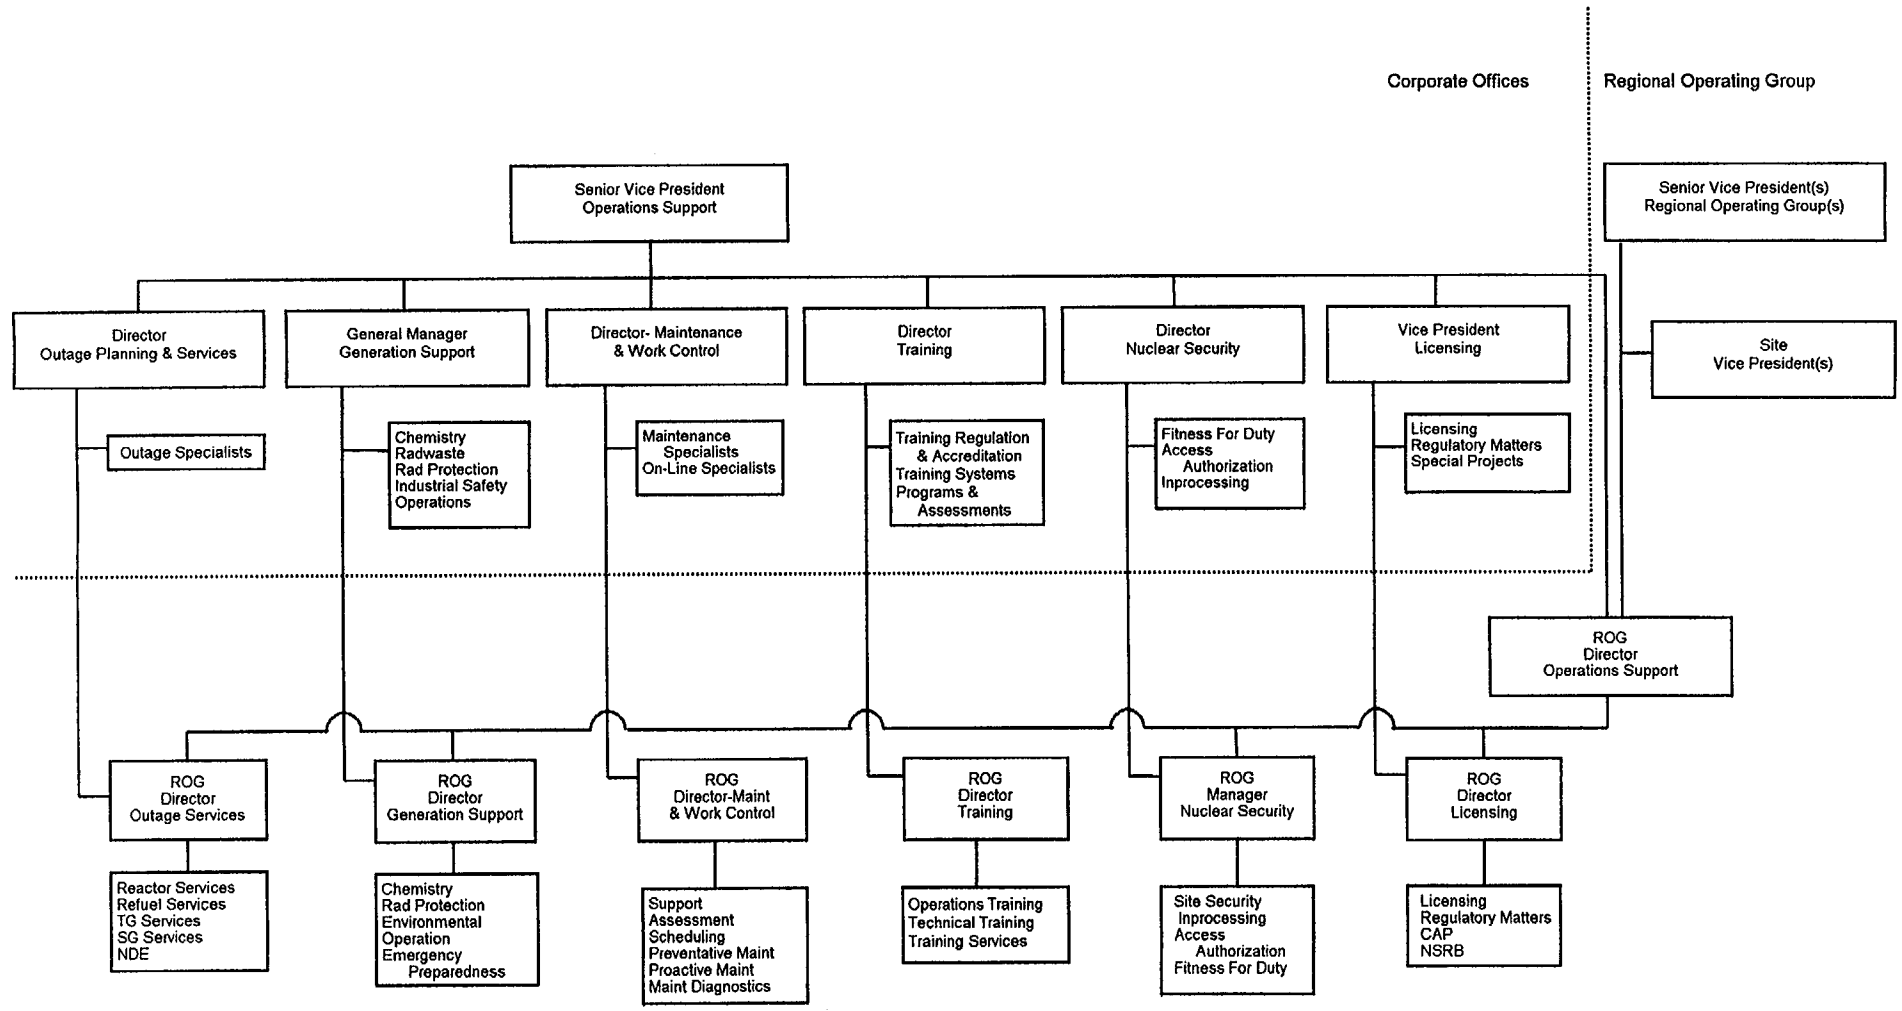 Corporate Offices
Regional Operating Group
Senior Vice President
Operations Support
Senior Vice President(s)
Regional Operating Group(s)
Director
Outage Planning & Services
General Manager
Generation Support
Director- Maintenance
& Work Control
Director
Training
Director
Nuclear Security
Vice President
Licensing
Site
Vice President(s)
Outage Specialists
Chemistry
Radwaste
Rad Protection
Industrial Safety
Operations
Maintenance
Specialists
On-Line Specialists
Training Regulation
& Accreditation
Training Systems
Programs &
Assessments
Fitness For Duty
Access
Authorization
Inprocessing
Licensing
Regulatory Matters
Special Projects
ROG
Director
Operations Support
ROG
Director
Outage Services
ROG
Director
Generation Support
ROG
Director-Maint
& Work Control
ROG
Director
Training
ROG
Manager
Nuclear Security
ROG
Director
Licensing
Reactor Services
Refuel Services
TG Services
SG Services
NDE
Chemistry
Rad Protection
Environmental
Operation
Emergency
Preparedness
Support
Assessment
Scheduling
Preventative Maint
Proactive Maint
Maint Diagnostics
Operations Training
Technical Training
Training Services
Site Security
Inprocessing
Access
Authorization
Fitness For Duty
Licensing
Regulatory Matters
CAP
NSRB